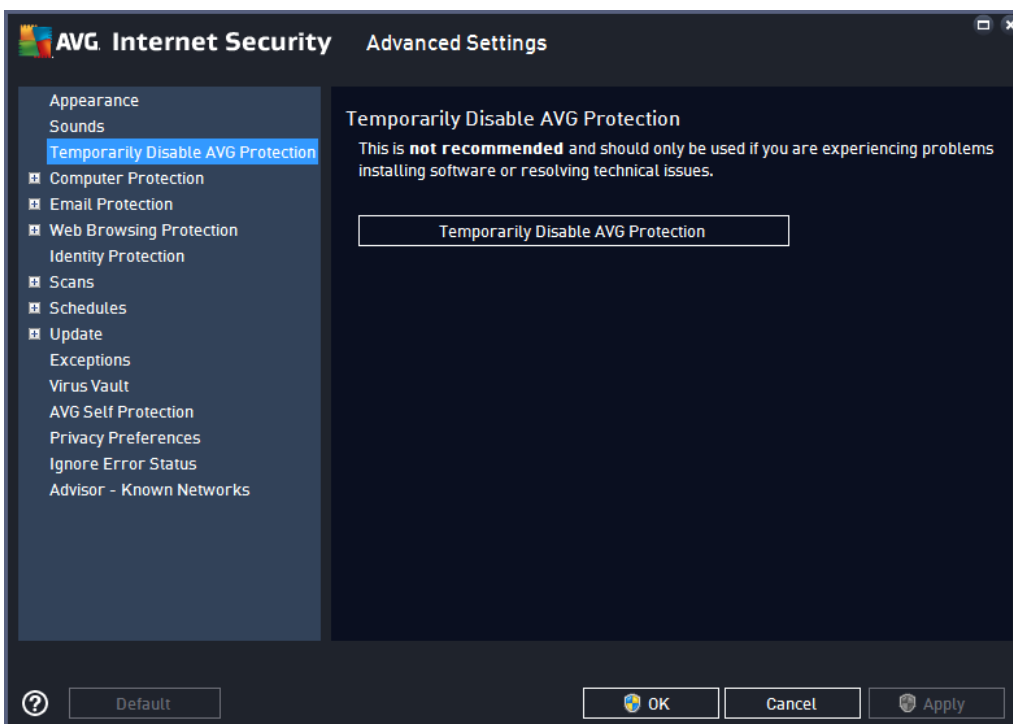 AVG. Internet Security Advanced Settings
Appearance
Sounds
Temporarily Disable AVG Protection
Computer Protection
Email Protection
Web Browsing Protection
Identity Protection
Scans
Schedules
Update
Exceptions
Virus Vault
AVG Self Protection
Privacy Preferences
Ignore Error Status
Advisor - Known Networks
Temporarily Disable AVG Protection
This is not recommended and should only be used if you are experiencing problems
installing software or resolving technical issues.
Temporarily Disable AVG Protection
? Default OK Cancel Apply